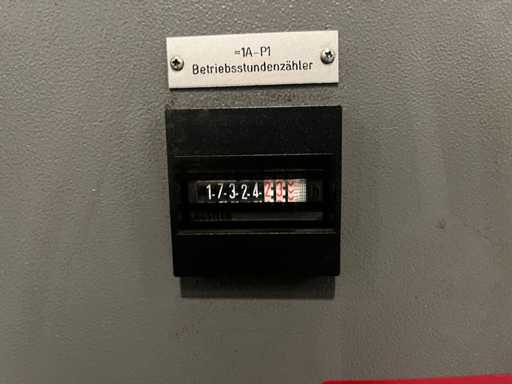 =1A-P1
Betriebsstundenzähler
17324